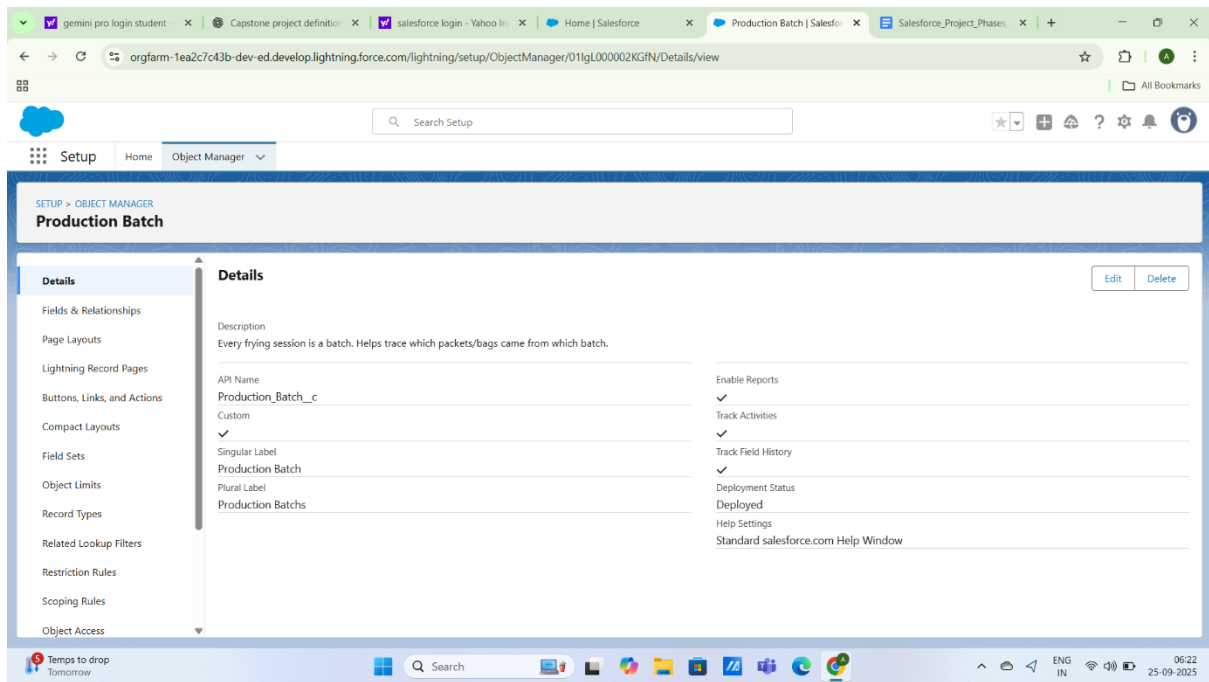 gemini pro login student -
Capstone project definition
salesforce login - Yahoo In
Home | Salesforce
Production Batch | Salesfor
Salesforce_Project_Phases_
orgfarm-1ea2c7c43b-dev-ed.develop.lightning.force.com/lightning/setup/ObjectManager/01IgL000002KGfN/Details/view
A
All Bookmarks
Search Setup
Setup
Home
Object Manager
SETUP > OBJECT MANAGER
Production Batch
Details
Fields & Relationships
Page Layouts
Lightning Record Pages
Buttons, Links, and Actions
Compact Layouts
Field Sets
Object Limits
Record Types
Related Lookup Filters
Restriction Rules
Scoping Rules
Object Access
Details
Edit
Delete
Description
Every frying session is a batch. Helps trace which packets/bags came from which batch.
API Name
Production_Batch__c
Custom
Singular Label
Production Batch
Plural Label
Production Batchs
Enable Reports
Track Activities
Track Field History
Deployment Status
Deployed
Help Settings
Standard salesforce.com Help Window
5
Temps to drop
Tomorrow
Search
ENG
IN
06:22
25-09-2025